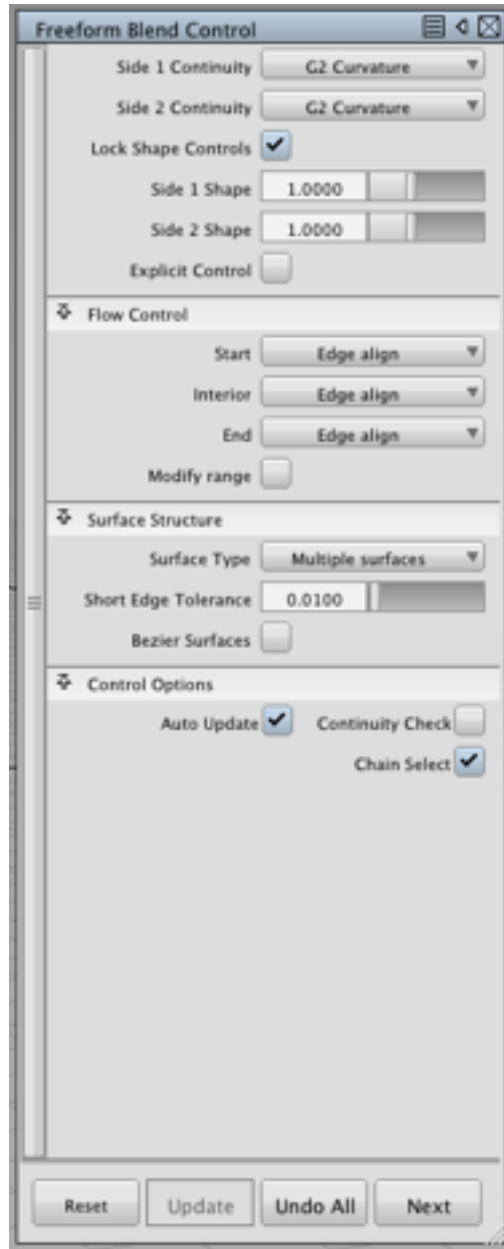 Freeform Blend Control
Side 1 Continuity G2 Curvature
Side 2 Continuity G2 Curvature
Lock Shape Controls
Side 1 Shape 1.0000
Side 2 Shape 1.0000
Explicit Control
Flow Control
Start Edge align
Interior Edge align
End Edge align
Modify range
Surface Structure
Surface Type Multiple surfaces
Short Edge Tolerance 0.0100
Bezier Surfaces
Control Options
Auto Update Continuity Check
Chain Select
Reset Update Undo All Next